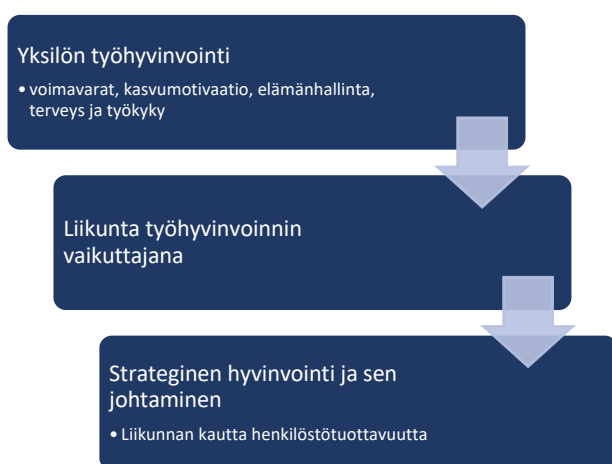 Yksilön työhyvinvointi
• voimavarat, kasvumotivaatio, elämänhallinta,
terveys ja työkyky
Liikunta työhyvinvoinnin
vaikuttajana
Strateginen hyvinvointi ja sen
johtaminen
• Liikunnan kautta henkilöstötuottavuutta